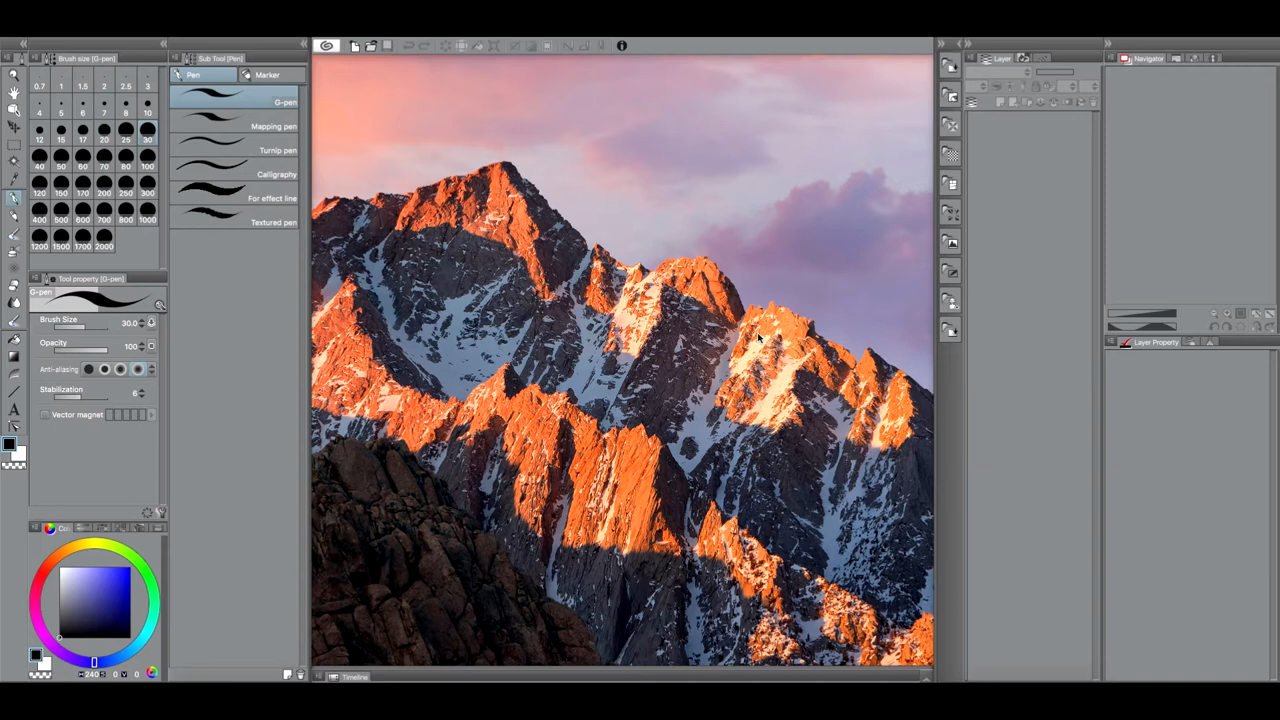 Brush size [G-pen]
0.7 1 1.5 2 2.5 3
4 5 6 7 8 10
12 15 17 20 25 30
40 50 60 70 80 100
120 150 170 200 250 300
400 500 600 700 800 1000
1200 1500 1700 2000
Tool property [G-pen]
G-pen
Brush Size 30.0
Opacity 100
Anti-aliasing
Stabilization 6
Vector magnet
H 240 S 0 V 0
Sub Tool [Pen]
Pen Marker
G-pen
Mapping pen
Turnip pen
Calligraphy
For effect line
Textured pen
Timeline
Layer
Navigator
Layer Property